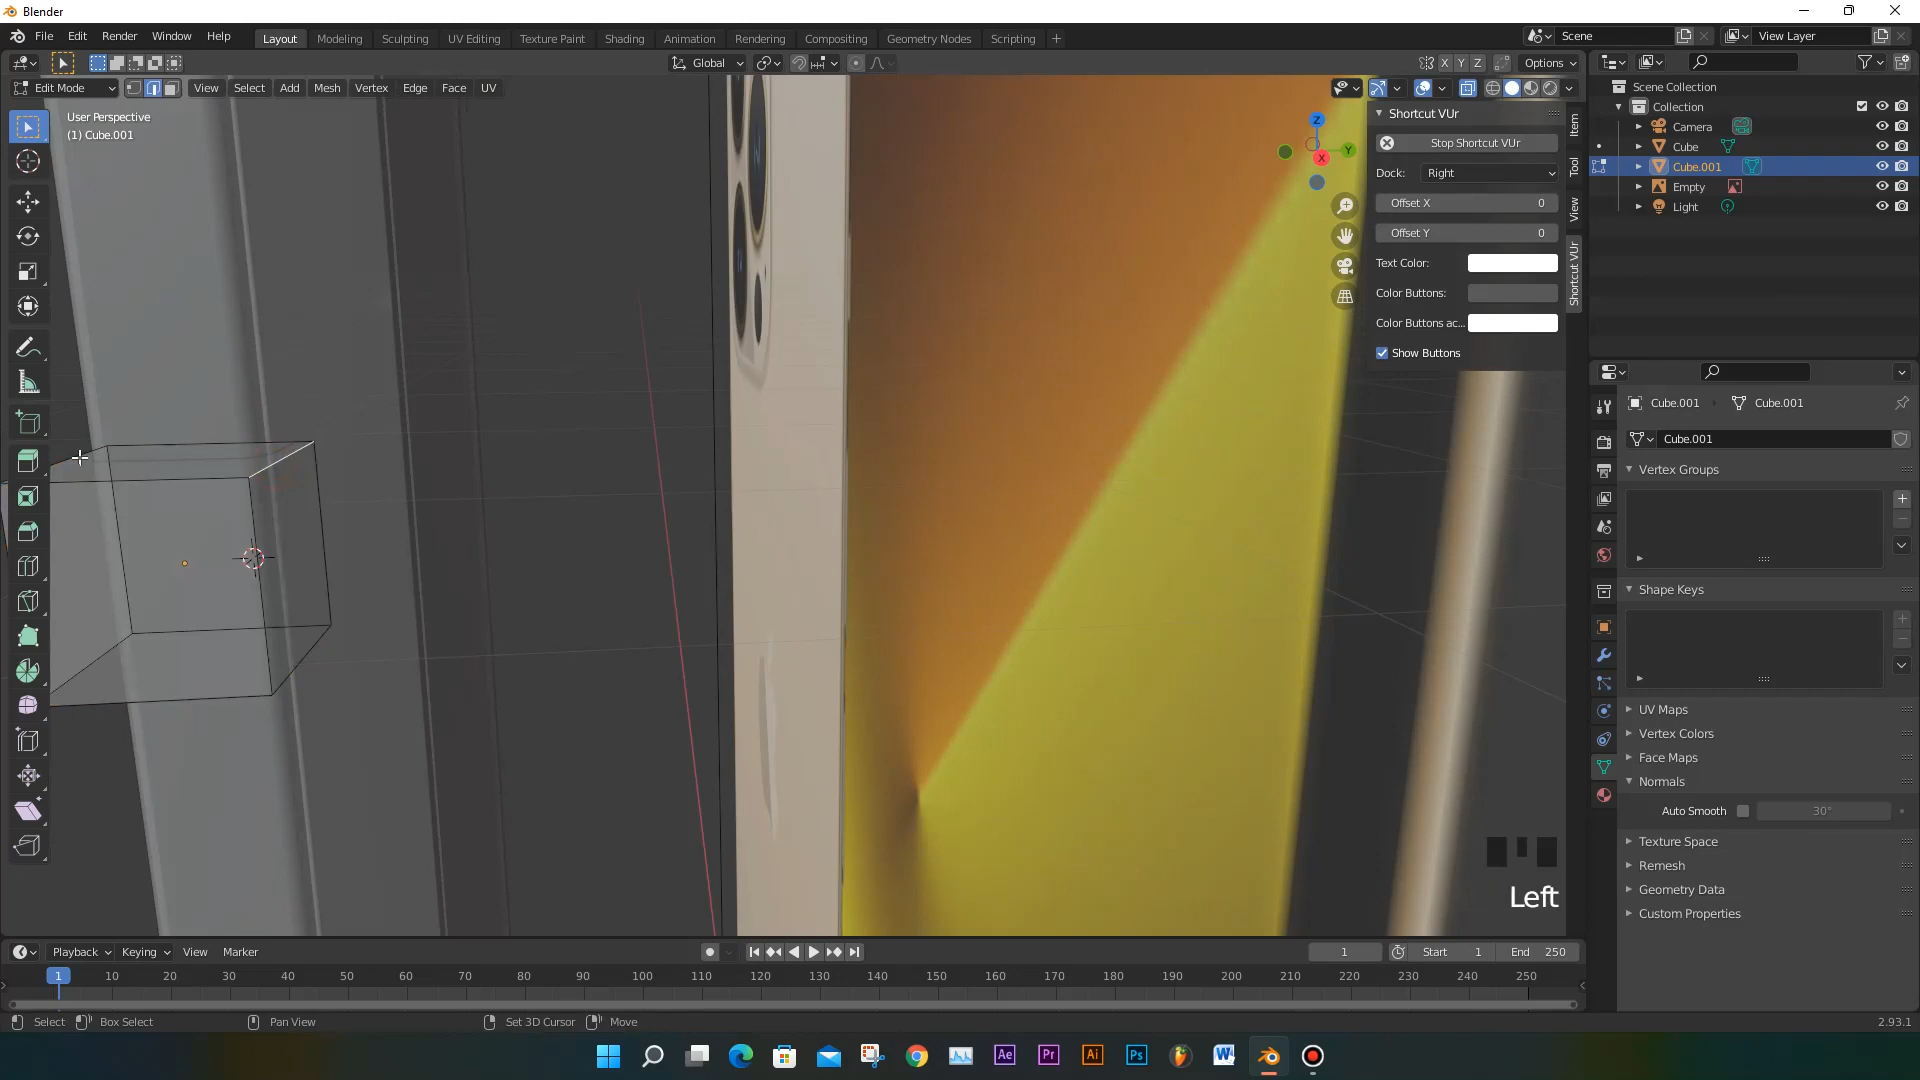 Blender
File Edit Render Window Help Layout Modeling Sculpting UV Editing Texture Paint Shading Animation Rendering Compositing Geometry Nodes Scripting + Scene View Layer
Global X Y Z Options
Edit Mode View Select Add Mesh Vertex Edge Face UV
User Perspective
(1) Cube.001
Z
Y
X
Shortcut VUr
Stop Shortcut VUr
Dock: Right
Offset X 0
Offset Y 0
Text Color:
Color Buttons:
Color Buttons ac...
Show Buttons
Item
Tool
View
Shortcut VUr
Scene Collection
Collection
Camera
Cube
Cube.001
Empty
Light
Cube.001 Cube.001
Cube.001
Vertex Groups
Shape Keys
UV Maps
Vertex Colors
Face Maps
Normals
Auto Smooth 30°
Texture Space
Remesh
Geometry Data
Custom Properties
Left
Playback Keying View Marker 1 Start 1 End 250
1 10 20 30 40 50 60 70 80 90 100 110 120 130 140 150 160 170 180 190 200 210 220 230 240 250
Select Box Select Pan View Set 3D Cursor Move 2.93.1
Ae Pr Ai Ps W